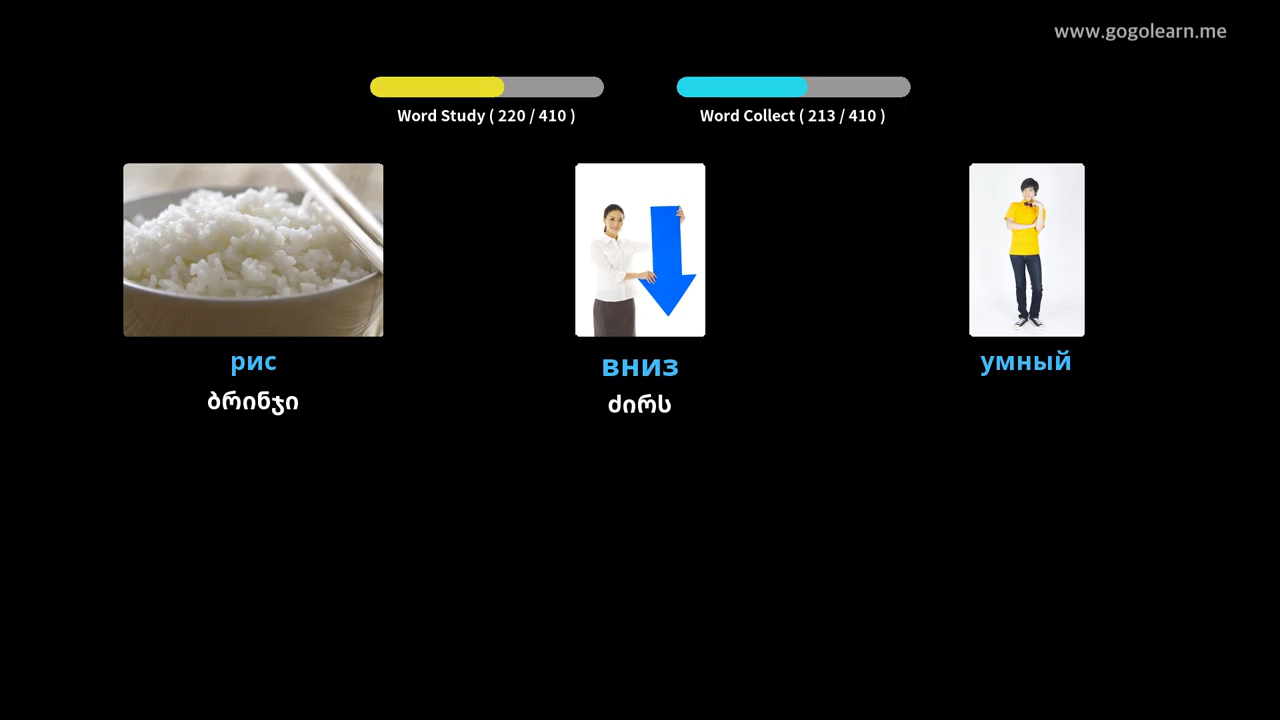 www.gogolearn.me
Word Study ( 220 / 410 )
Word Collect ( 213 / 410 )
рис
вниз
умный
ბრინჯი
ძირს